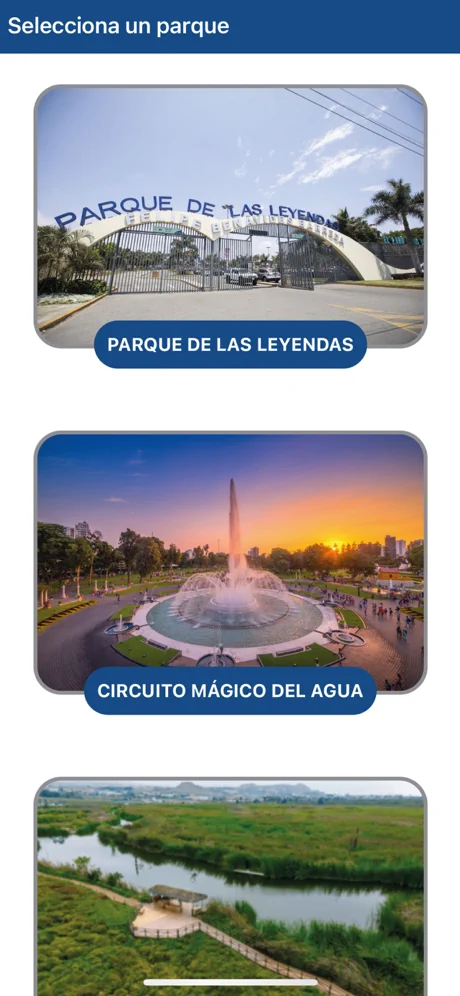 Selecciona un parque
PARQUE DE LAS LEYENDAS
FELIPE BENAVIDES BARREDA
PARQUE DE LAS LEYENDAS
CIRCUITO MÁGICO DEL AGUA